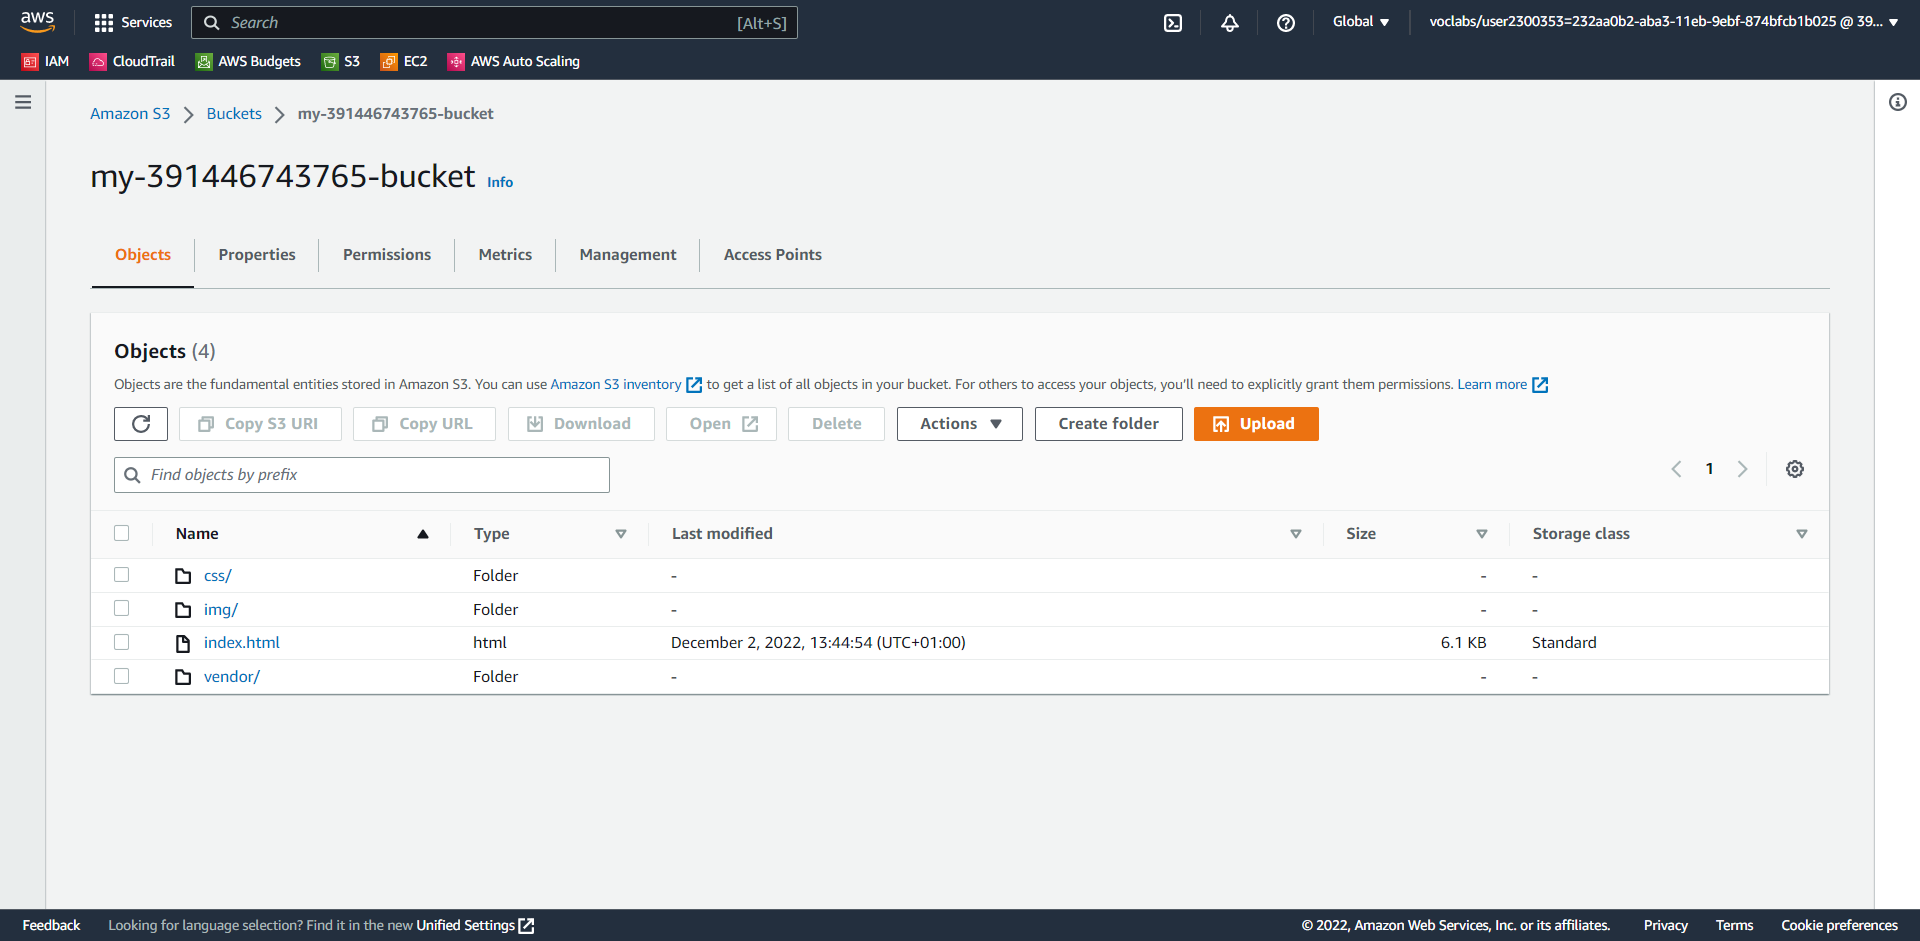 aws Services Search [Alt+S] Global voclabs/user2300353=232aa0b2-aba3-11eb-9ebf-874bfcb1b025 @ 39...
IAM CloudTrail AWS Budgets S3 EC2 AWS Auto Scaling
Amazon S3 Buckets my-391446743765-bucket
my-391446743765-bucket Info
Objects Properties Permissions Metrics Management Access Points
Objects (4)
Objects are the fundamental entities stored in Amazon S3. You can use Amazon S3 inventory to get a list of all objects in your bucket. For others to access your objects, you'll need to explicitly grant them permissions. Learn more
Copy S3 URI Copy URL Download Open Delete Actions Create folder Upload
Find objects by prefix 1
Name Type Last modified Size Storage class
css/ Folder - - -
img/ Folder - - -
index.html html December 2, 2022, 13:44:54 (UTC+01:00) 6.1 KB Standard
vendor/ Folder - - -
Feedback Looking for language selection? Find it in the new Unified Settings © 2022, Amazon Web Services, Inc. or its affiliates. Privacy Terms Cookie preferences